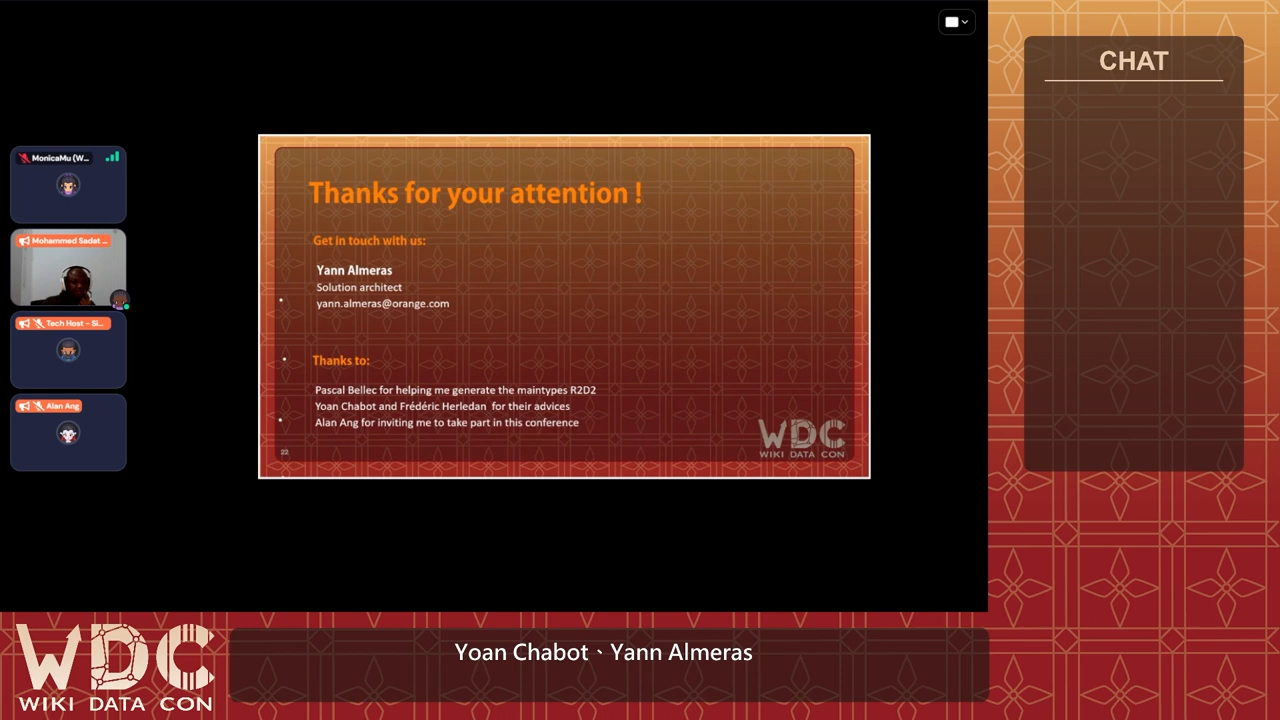 CHAT
MonicaMu (W...
Mohammed Sadat ...
Tech Host - Si...
Alan Ang
Thanks for your attention !
Get in touch with us:
Yann Almeras
Solution architect
yann.almeras@orange.com
Thanks to:
Pascal Bellec for helping me generate the maintypes R2D2
Yoan Chabot and Frédéric Herledan for their advices
Alan Ang for inviting me to take part in this conference
22
WDC
WIKI DATA CON
WDC
WIKI DATA CON
Yoan Chabot、Yann Almeras